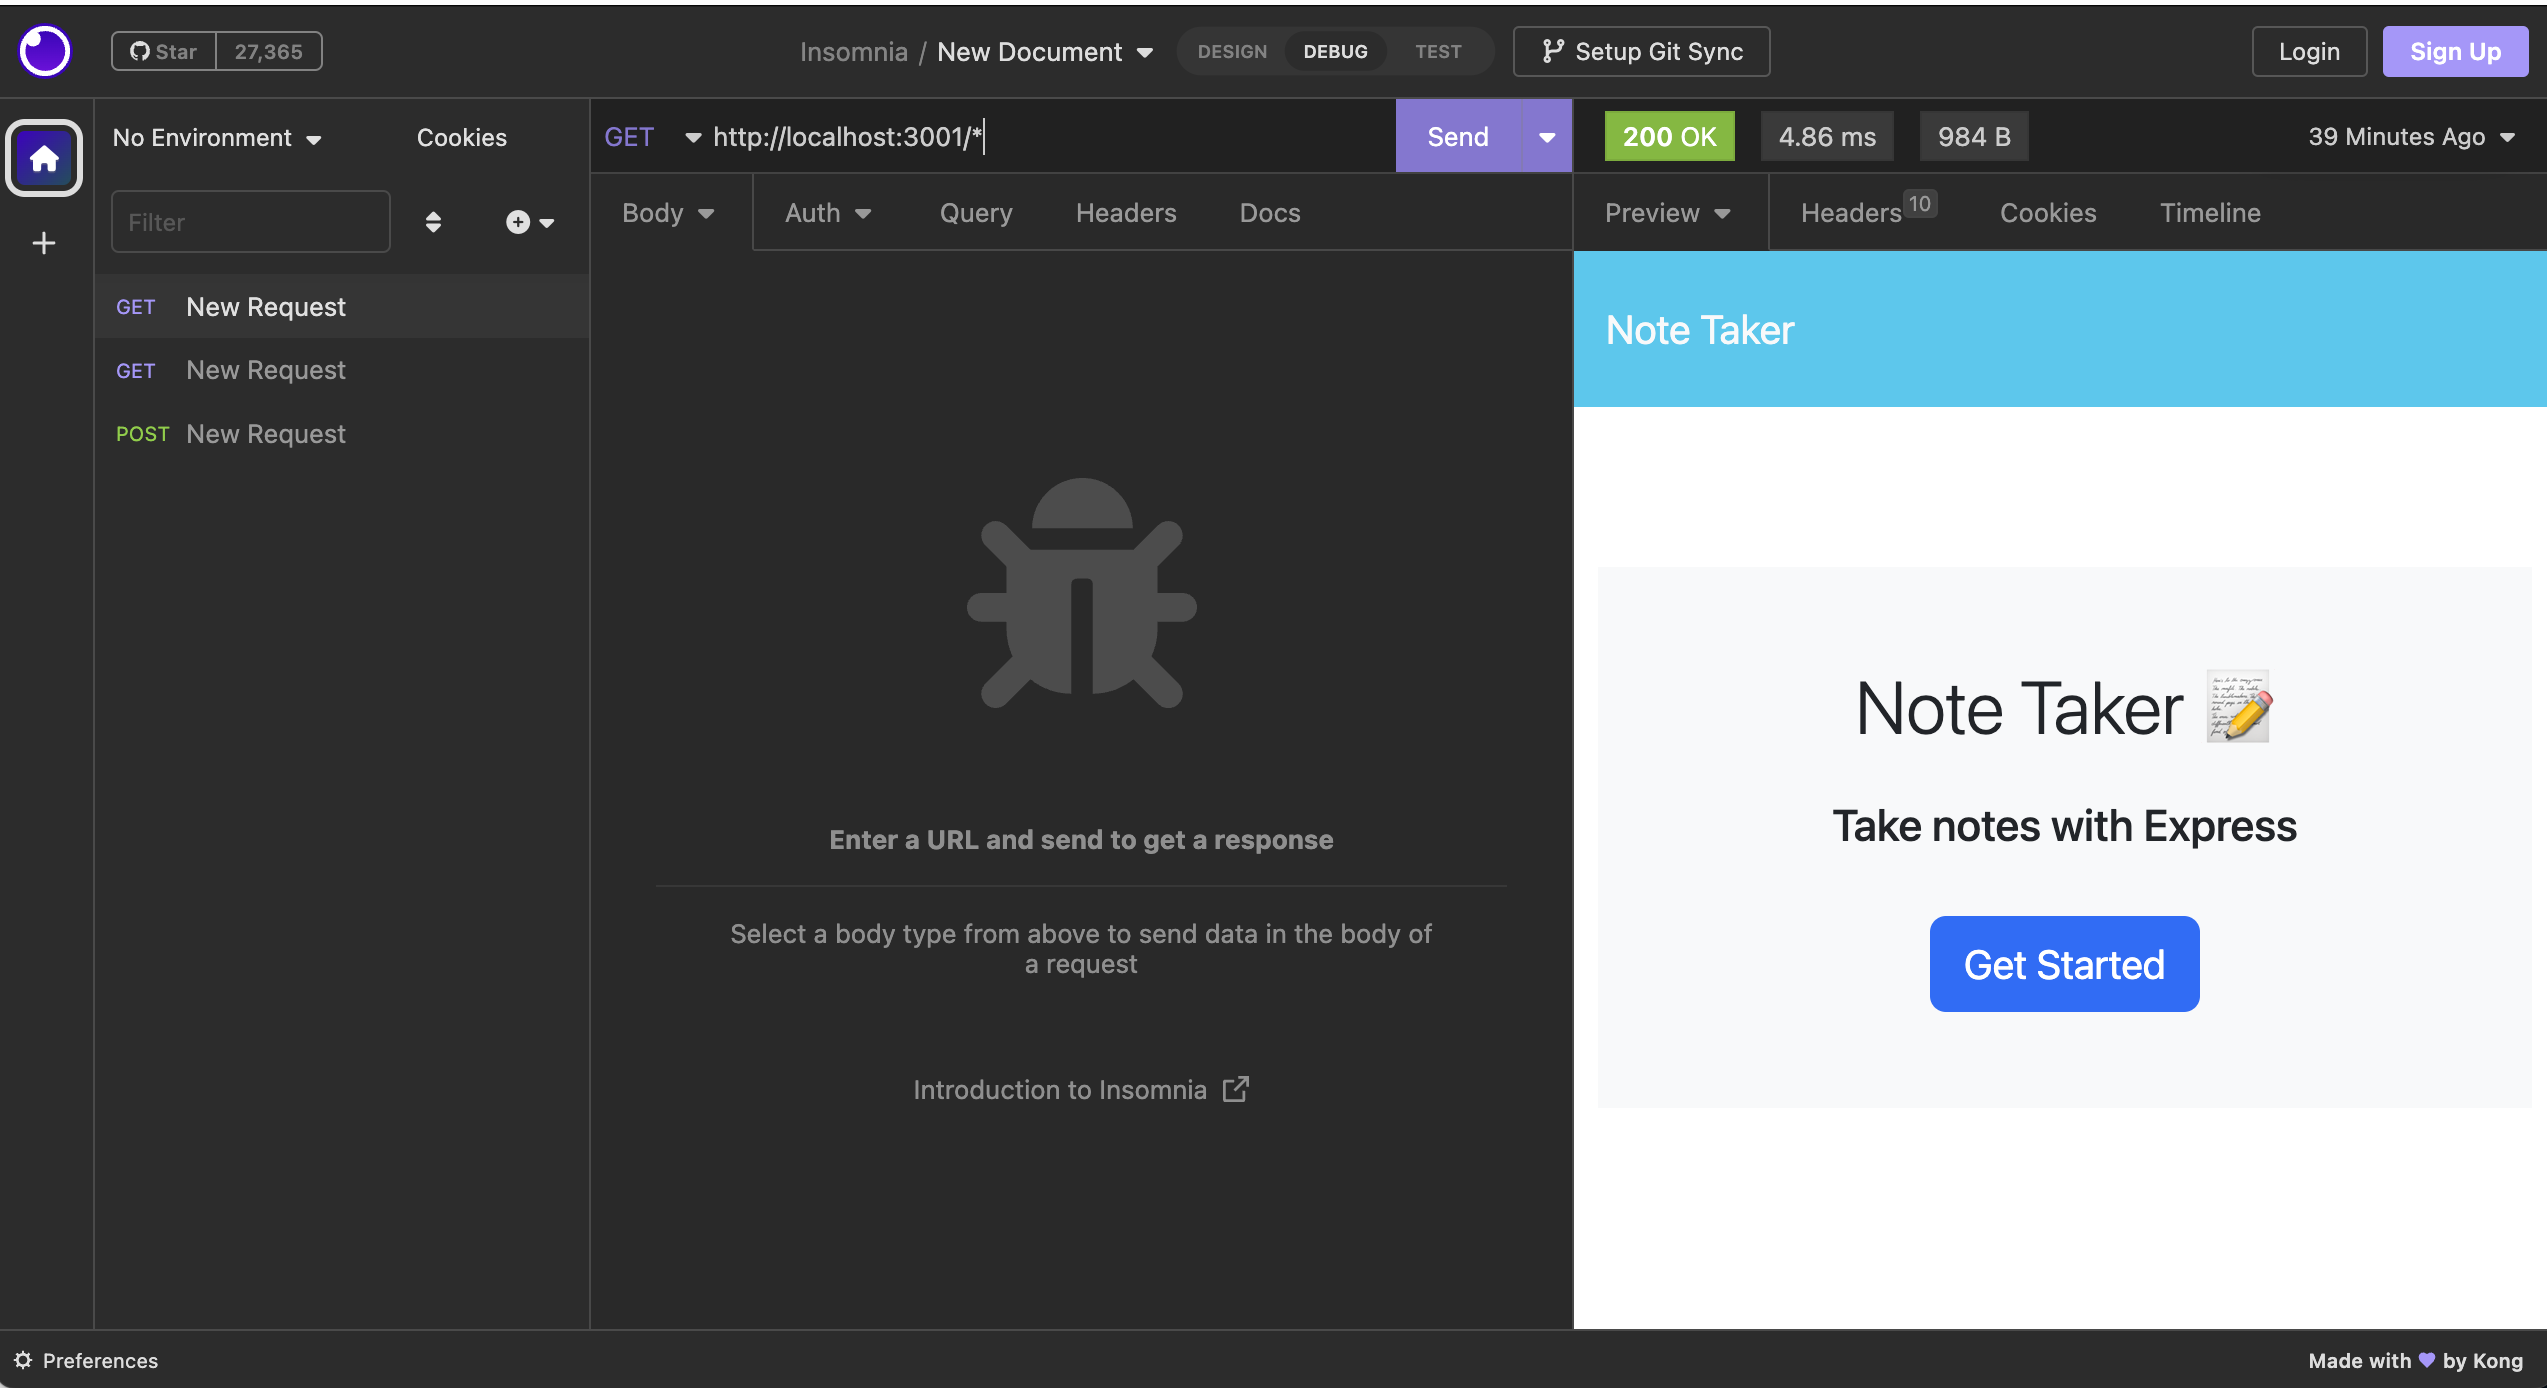 Star 27,365
Insomnia / New Document
DESIGN DEBUG TEST
Setup Git Sync
Login
Sign Up
No Environment
Cookies
Filter
GET New Request
GET New Request
POST New Request
GET http://localhost:3001/*
Send
Body Auth Query Headers Docs
Enter a URL and send to get a response
Select a body type from above to send data in the body of
a request
Introduction to Insomnia
200 OK 4.86 ms 984 B 39 Minutes Ago
Preview Headers 10 Cookies Timeline
Note Taker
Note Taker
Take notes with Express
Get Started
Preferences
Made with by Kong